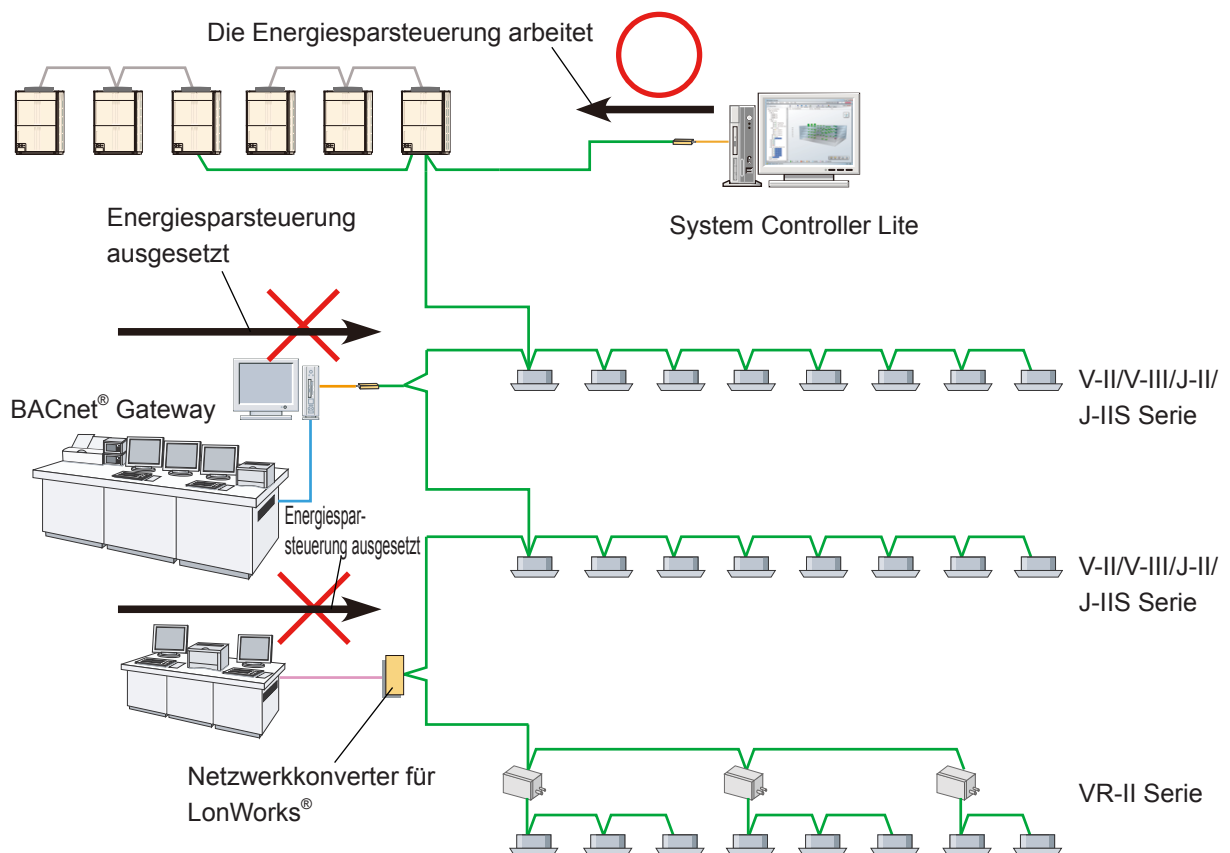 Die Energiesparsteuerung arbeitet
System Controller Lite
Energiesparsteuerung
ausgesetzt
BACnet® Gateway
V-II/V-III/J-II/
J-IIS Serie
Energiespar-
steuerung ausgesetzt
V-II/V-III/J-II/
J-IIS Serie
Netzwerkkonverter für
LonWorks®
VR-II Serie